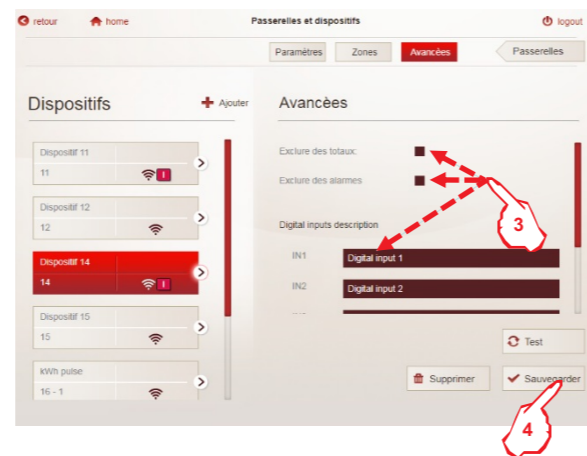 retour home Passerelles et dispositifs logout
Paramètres Zones Avancèes Passerelles
Dispositifs Ajouter
Dispositif 11
11
Dispositif 12
12
Dispositif 14
14
Dispositif 15
15
kWh pulse
16 - 1
Avancèes
Exclure des totaux:
Exclure des alarmes
Digital inputs description
IN1 Digital input 1
IN2 Digital input 2
3
Test
Supprimer Sauvegarder
4